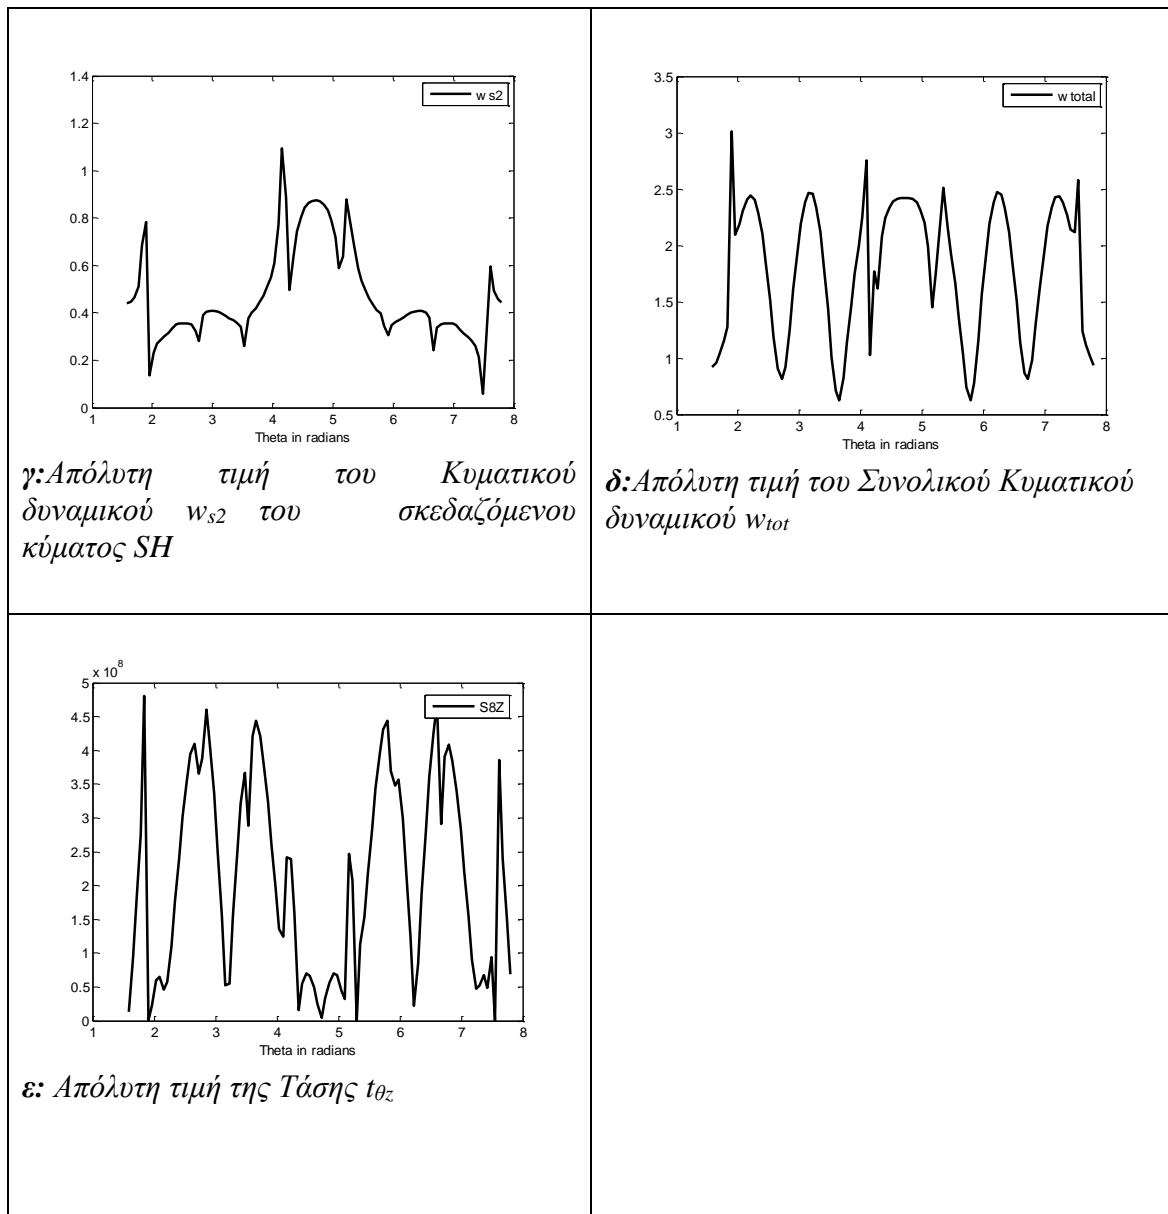 1.4
1.2
1
0.8
0.6
0.4
0.2
0
1 2 3 4 5 6 7 8
Theta in radians
w s2
γ:Απόλυτη τιμή του Κυματικού
δυναμικού ws2 του σκεδαζόμενου
κύματος SH
3.5
3
2.5
2
1.5
1
0.5
1 2 3 4 5 6 7 8
Theta in radians
w total
δ:Απόλυτη τιμή του Συνολικού Κυματικού
δυναμικού wtot
x 10^8
5
4.5
4
3.5
3
2.5
2
1.5
1
0.5
0
1 2 3 4 5 6 7 8
Theta in radians
S8Z
ε: Απόλυτη τιμή της Τάσης tθz